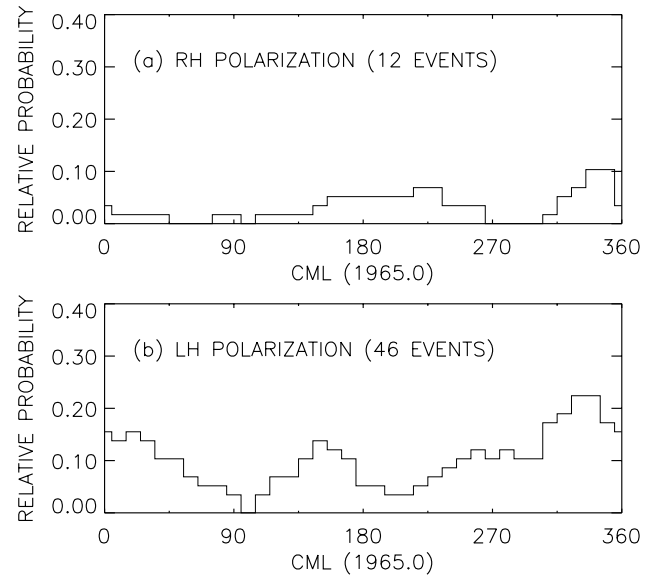 RELATIVE PROBABILITY
0.40
0.30
0.20
0.10
0.00
(a) RH POLARIZATION (12 EVENTS)
0 90 180 270 360
CML (1965.0)
RELATIVE PROBABILITY
0.40
0.30
0.20
0.10
0.00
(b) LH POLARIZATION (46 EVENTS)
0 90 180 270 360
CML (1965.0)